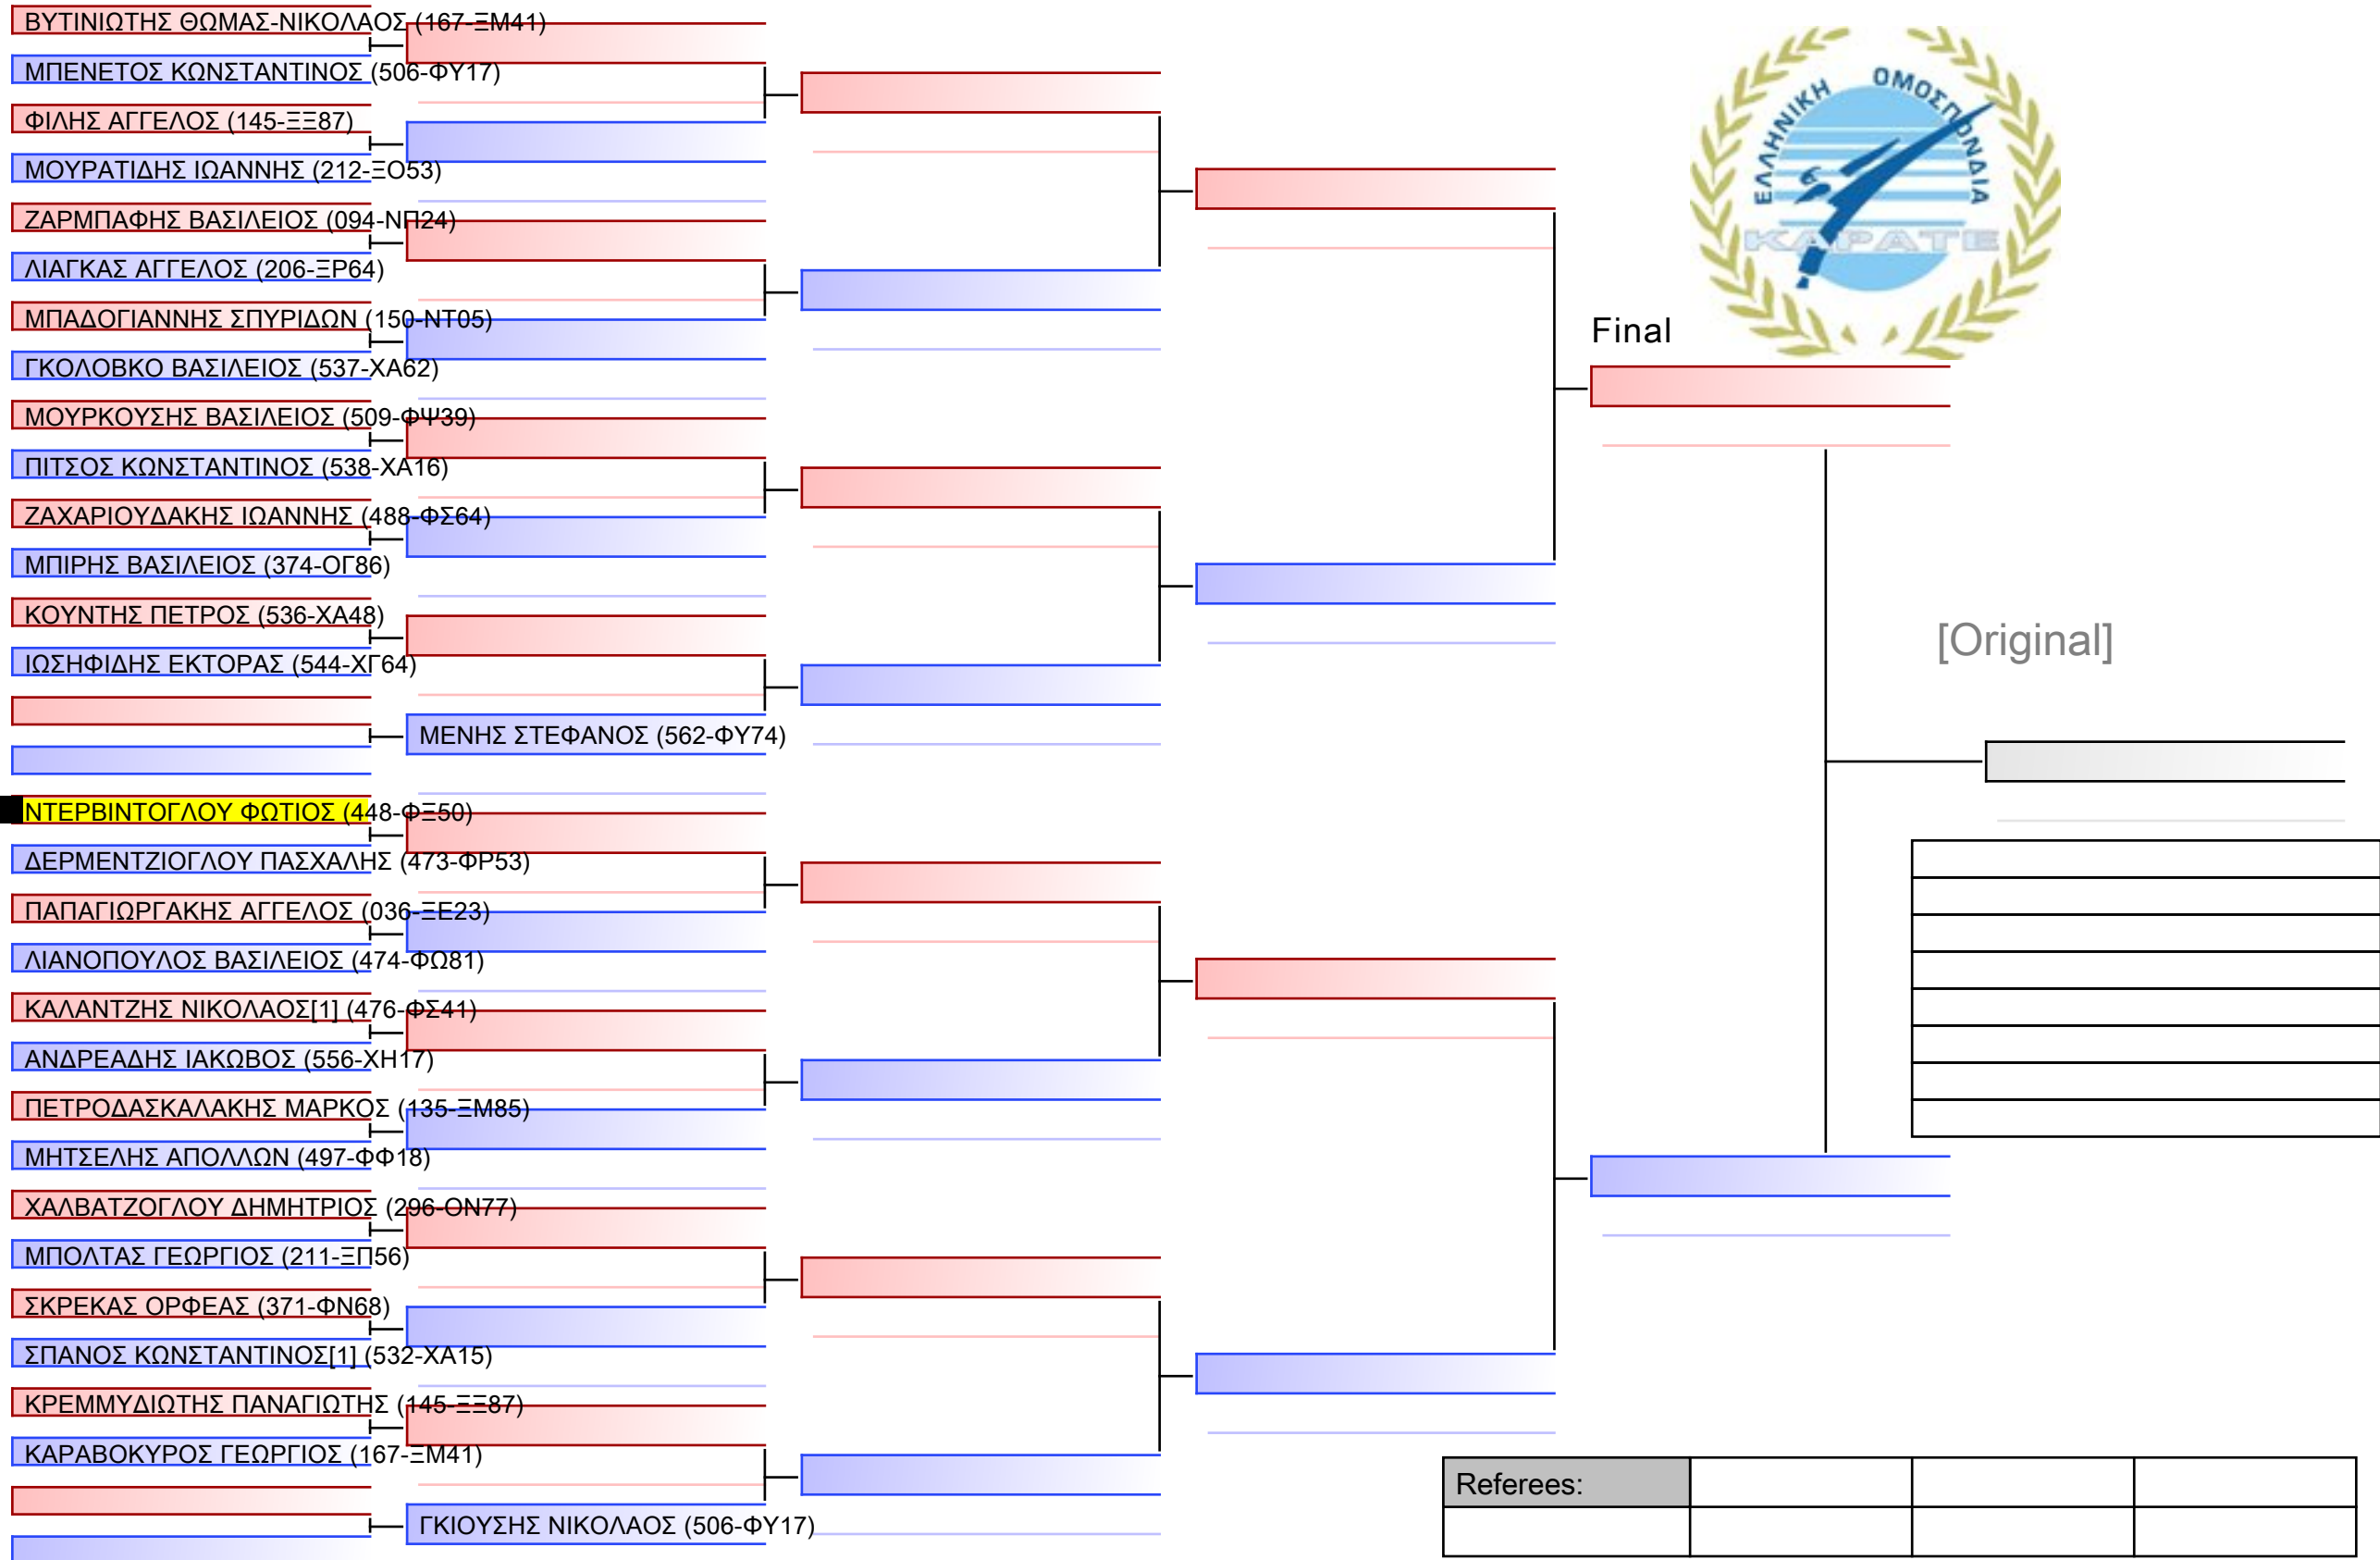 ΒΥΤΙΝΙΩΤΗΣ ΘΩΜΑΣ-ΝΙΚΟΛΑΟΣ (167-ΞΜ41)
ΜΠΕΝΕΤΟΣ ΚΩΝΣΤΑΝΤΙΝΟΣ (506-ΦΥ17)
ΦΙΛΗΣ ΑΓΓΕΛΟΣ (145-ΞΞ87)
ΜΟΥΡΑΤΙΔΗΣ ΙΩΑΝΝΗΣ (212-ΞΟ53)
ΖΑΡΜΠΑΦΗΣ ΒΑΣΙΛΕΙΟΣ (094-ΝΠ24)
ΛΙΑΓΚΑΣ ΑΓΓΕΛΟΣ (206-ΞΡ64)
ΜΠΑΔΟΓΙΑΝΝΗΣ ΣΠΥΡΙΔΩΝ (150-ΝΤ05)
ΓΚΟΛΟΒΚΟ ΒΑΣΙΛΕΙΟΣ (537-ΧΑ62)
ΜΟΥΡΚΟΥΣΗΣ ΒΑΣΙΛΕΙΟΣ (509-ΦΨ39)
ΠΙΤΣΟΣ ΚΩΝΣΤΑΝΤΙΝΟΣ (538-ΧΑ16)
ΖΑΧΑΡΙΟΥΔΑΚΗΣ ΙΩΑΝΝΗΣ (488-ΦΣ64)
ΜΠΙΡΗΣ ΒΑΣΙΛΕΙΟΣ (374-ΟΓ86)
ΚΟΥΝΤΗΣ ΠΕΤΡΟΣ (536-ΧΑ48)
ΙΩΣΗΦΙΔΗΣ ΕΚΤΟΡΑΣ (544-ΧΓ64)
ΜΕΝΗΣ ΣΤΕΦΑΝΟΣ (562-ΦΥ74)
ΝΤΕΡΒΙΝΤΟΓΛΟΥ ΦΩΤΙΟΣ (448-ΦΞ50)
ΔΕΡΜΕΝΤΖΙΟΓΛΟΥ ΠΑΣΧΑΛΗΣ (473-ΦΡ53)
ΠΑΠΑΓΙΩΡΓΑΚΗΣ ΑΓΓΕΛΟΣ (036-ΞΕ23)
ΛΙΑΝΟΠΟΥΛΟΣ ΒΑΣΙΛΕΙΟΣ (474-ΦΩ81)
ΚΑΛΑΝΤΖΗΣ ΝΙΚΟΛΑΟΣ[1] (476-ΦΣ41)
ΑΝΔΡΕΑΔΗΣ ΙΑΚΩΒΟΣ (556-ΧΗ17)
ΠΕΤΡΟΔΑΣΚΑΛΑΚΗΣ ΜΑΡΚΟΣ (135-ΞΜ85)
ΜΗΤΣΕΛΗΣ ΑΠΟΛΛΩΝ (497-ΦΦ18)
ΧΑΛΒΑΤΖΟΓΛΟΥ ΔΗΜΗΤΡΙΟΣ (296-ΟΝ77)
ΜΠΟΛΤΑΣ ΓΕΩΡΓΙΟΣ (211-ΞΠ56)
ΣΚΡΕΚΑΣ ΟΡΦΕΑΣ (371-ΦΝ68)
ΣΠΑΝΟΣ ΚΩΝΣΤΑΝΤΙΝΟΣ[1] (532-ΧΑ15)
ΚΡΕΜΜΥΔΙΩΤΗΣ ΠΑΝΑΓΙΩΤΗΣ (145-ΞΞ87)
ΚΑΡΑΒΟΚΥΡΟΣ ΓΕΩΡΓΙΟΣ (167-ΞΜ41)
ΓΚΙΟΥΣΗΣ ΝΙΚΟΛΑΟΣ (506-ΦΥ17)
ΕΛΛΗΝΙΚΗ ΟΜΟΣΠΟΝΔΙΑ
ΚΑΡΑΤΕ
Final
[Original]
Referees: